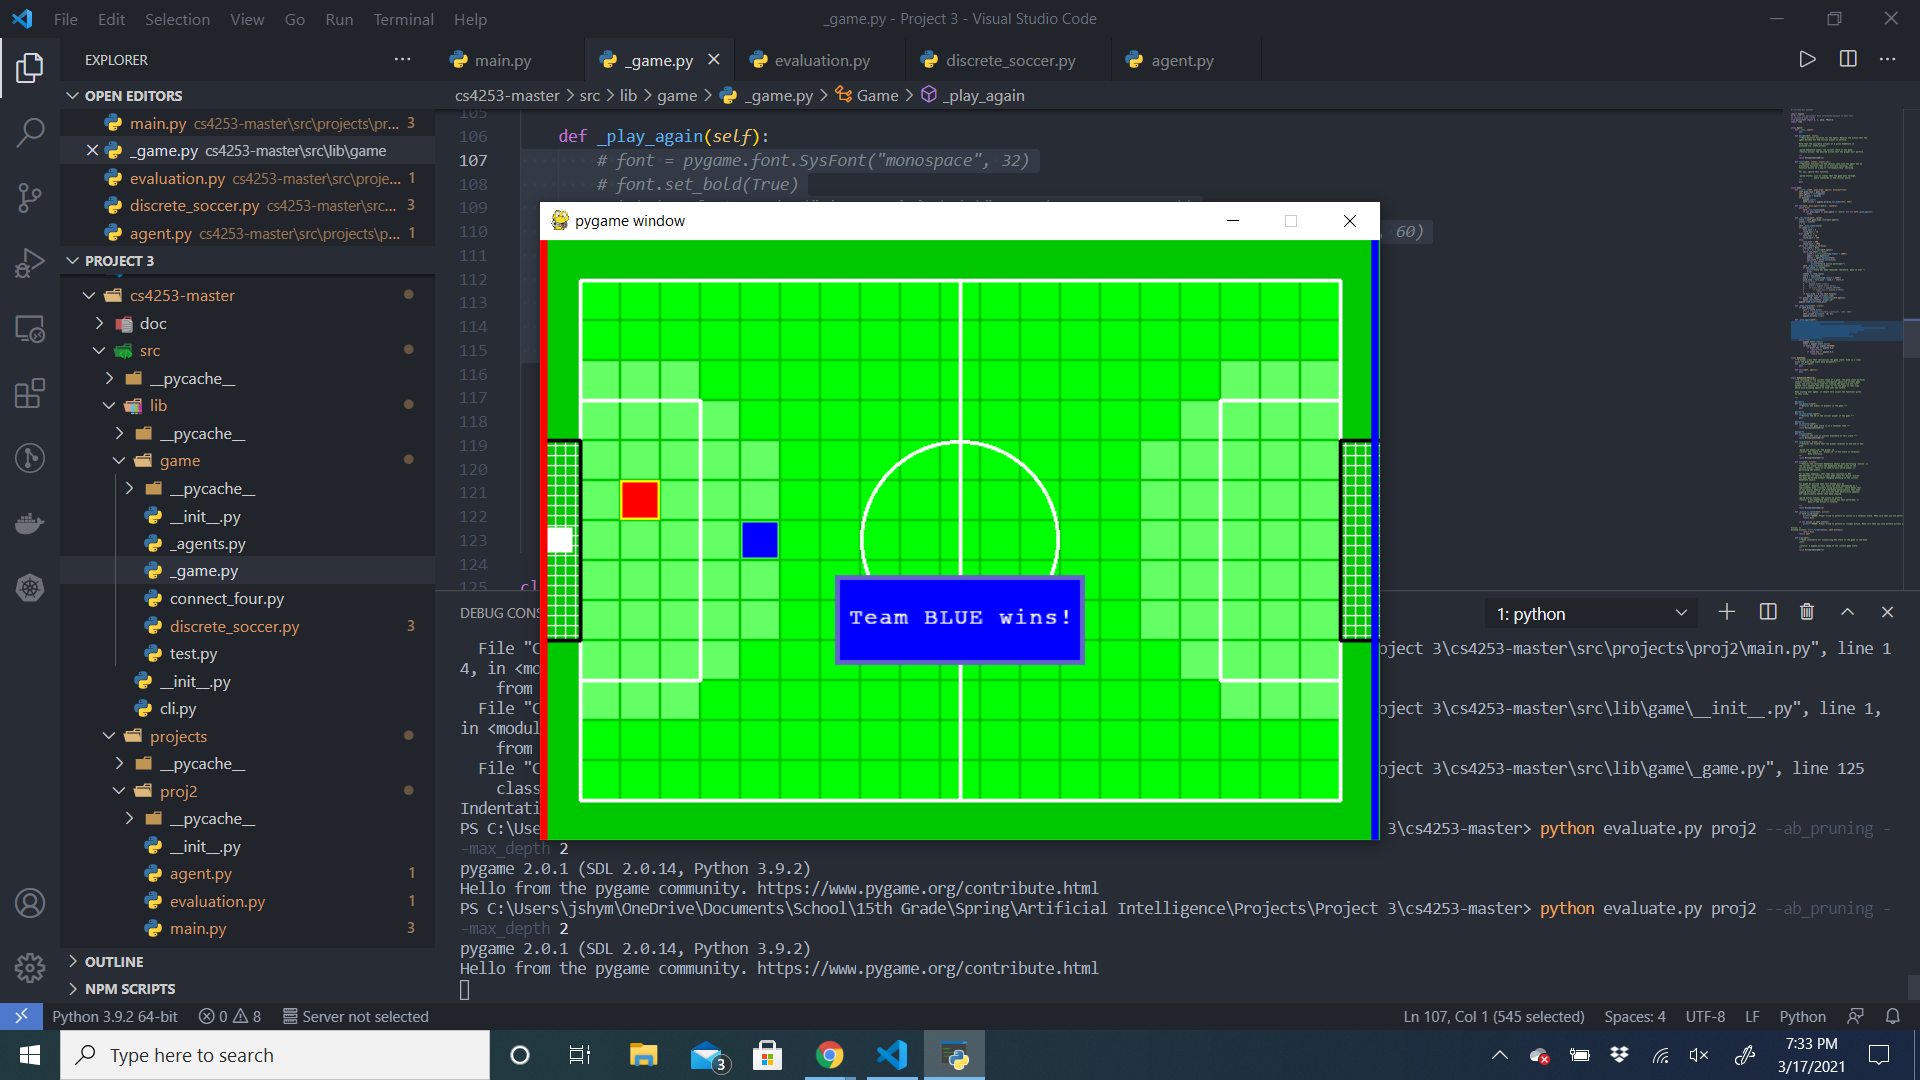 File Edit Selection View Go Run Terminal Help
_game.py - Project 3 - Visual Studio Code
EXPLORER
main.py
_game.py
evaluation.py
discrete_soccer.py
agent.py
OPEN EDITORS
main.py cs4253-master\src\projects\pr... 3
_game.py cs4253-master\src\lib\game
evaluation.py cs4253-master\src\proje... 1
discrete_soccer.py cs4253-master\src... 3
agent.py cs4253-master\src\projects\p... 1
PROJECT 3
cs4253-master
doc
src
__pycache__
lib
__pycache__
game
__pycache__
__init__.py
_agents.py
_game.py
connect_four.py
discrete_soccer.py 3
test.py
__init__.py
cli.py
projects
__pycache__
proj2
__pycache__
__init__.py
agent.py 1
evaluation.py 1
main.py 3
OUTLINE
NPM SCRIPTS
cs4253-master > src > lib > game > _game.py > Game > _play_again
105
106 def _play_again(self):
107 # font = pygame.font.SysFont("monospace", 32)
108 # font.set_bold(True)
109
110 , 60)
111
112
113
114
115
116
117
118
119
120
121
122
123
124
125 cl
pygame window
Team BLUE wins!
DEBUG CONS
1: python
File "C
oject 3\cs4253-master\src\projects\proj2\main.py", line 1
4, in <mo
from
File "C
oject 3\cs4253-master\src\lib\game\__init__.py", line 1,
in <modul
from
File "C
oject 3\cs4253-master\src\lib\game\_game.py", line 125
class
Indentati
PS C:\Use
3\cs4253-master> python evaluate.py proj2 --ab_pruning -
-max_depth 2
pygame 2.0.1 (SDL 2.0.14, Python 3.9.2)
Hello from the pygame community. https://www.pygame.org/contribute.html
PS C:\Users\jshym\OneDrive\Documents\School\15th Grade\Spring\Artificial Intelligence\Projects\Project 3\cs4253-master> python evaluate.py proj2 --ab_pruning -
-max_depth 2
pygame 2.0.1 (SDL 2.0.14, Python 3.9.2)
Hello from the pygame community. https://www.pygame.org/contribute.html
Python 3.9.2 64-bit 0 8 Server not selected
Ln 107, Col 1 (545 selected) Spaces: 4 UTF-8 LF Python
Type here to search
3
7:33 PM
3/17/2021